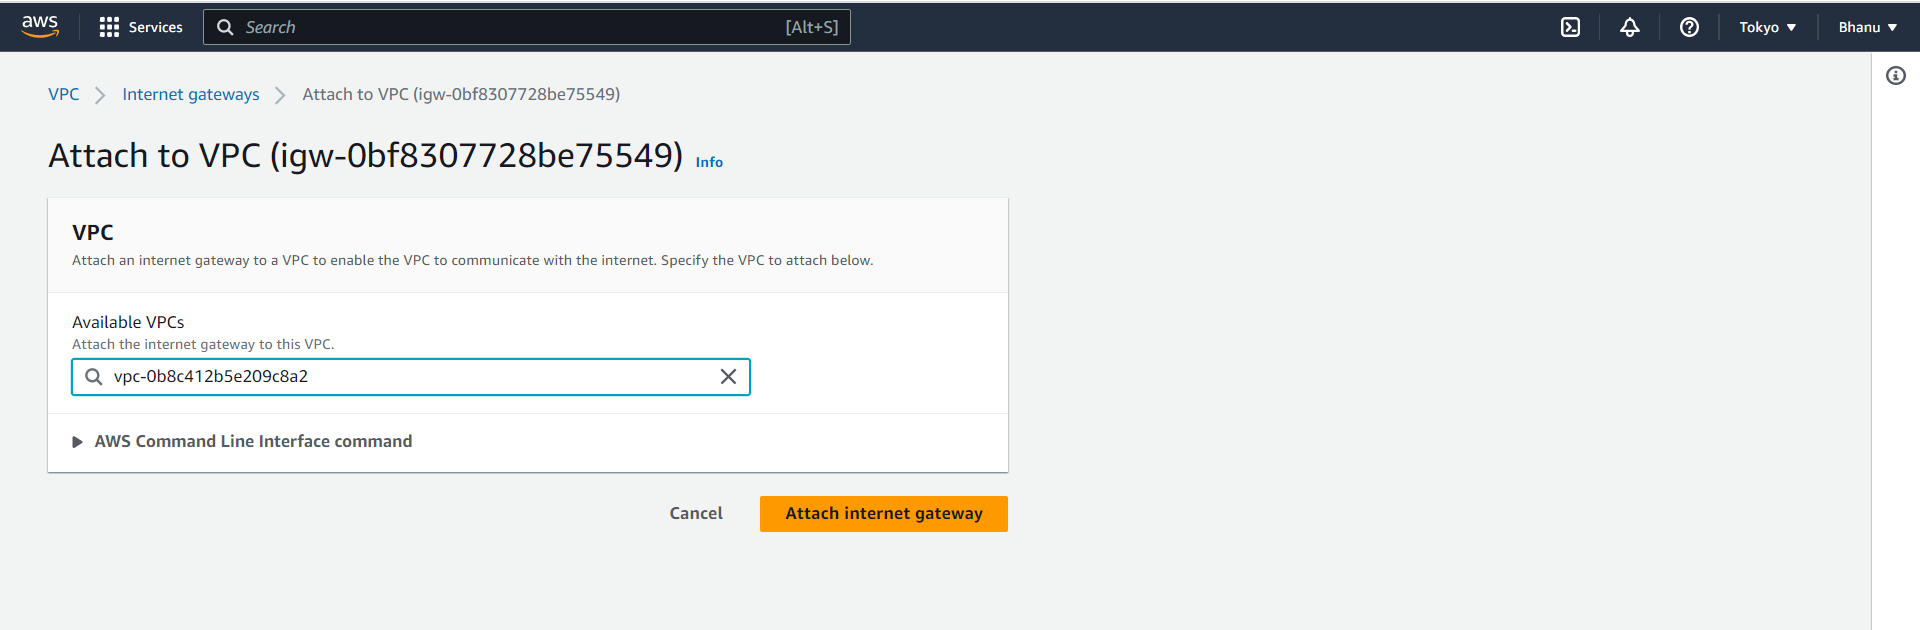 aws Services Search [Alt+S] Tokyo Bhanu
VPC Internet gateways Attach to VPC (igw-0bf8307728be75549)
Attach to VPC (igw-0bf8307728be75549) Info
VPC
Attach an internet gateway to a VPC to enable the VPC to communicate with the internet. Specify the VPC to attach below.
Available VPCs
Attach the internet gateway to this VPC.
vpc-0b8c412b5e209c8a2
AWS Command Line Interface command
Cancel Attach internet gateway